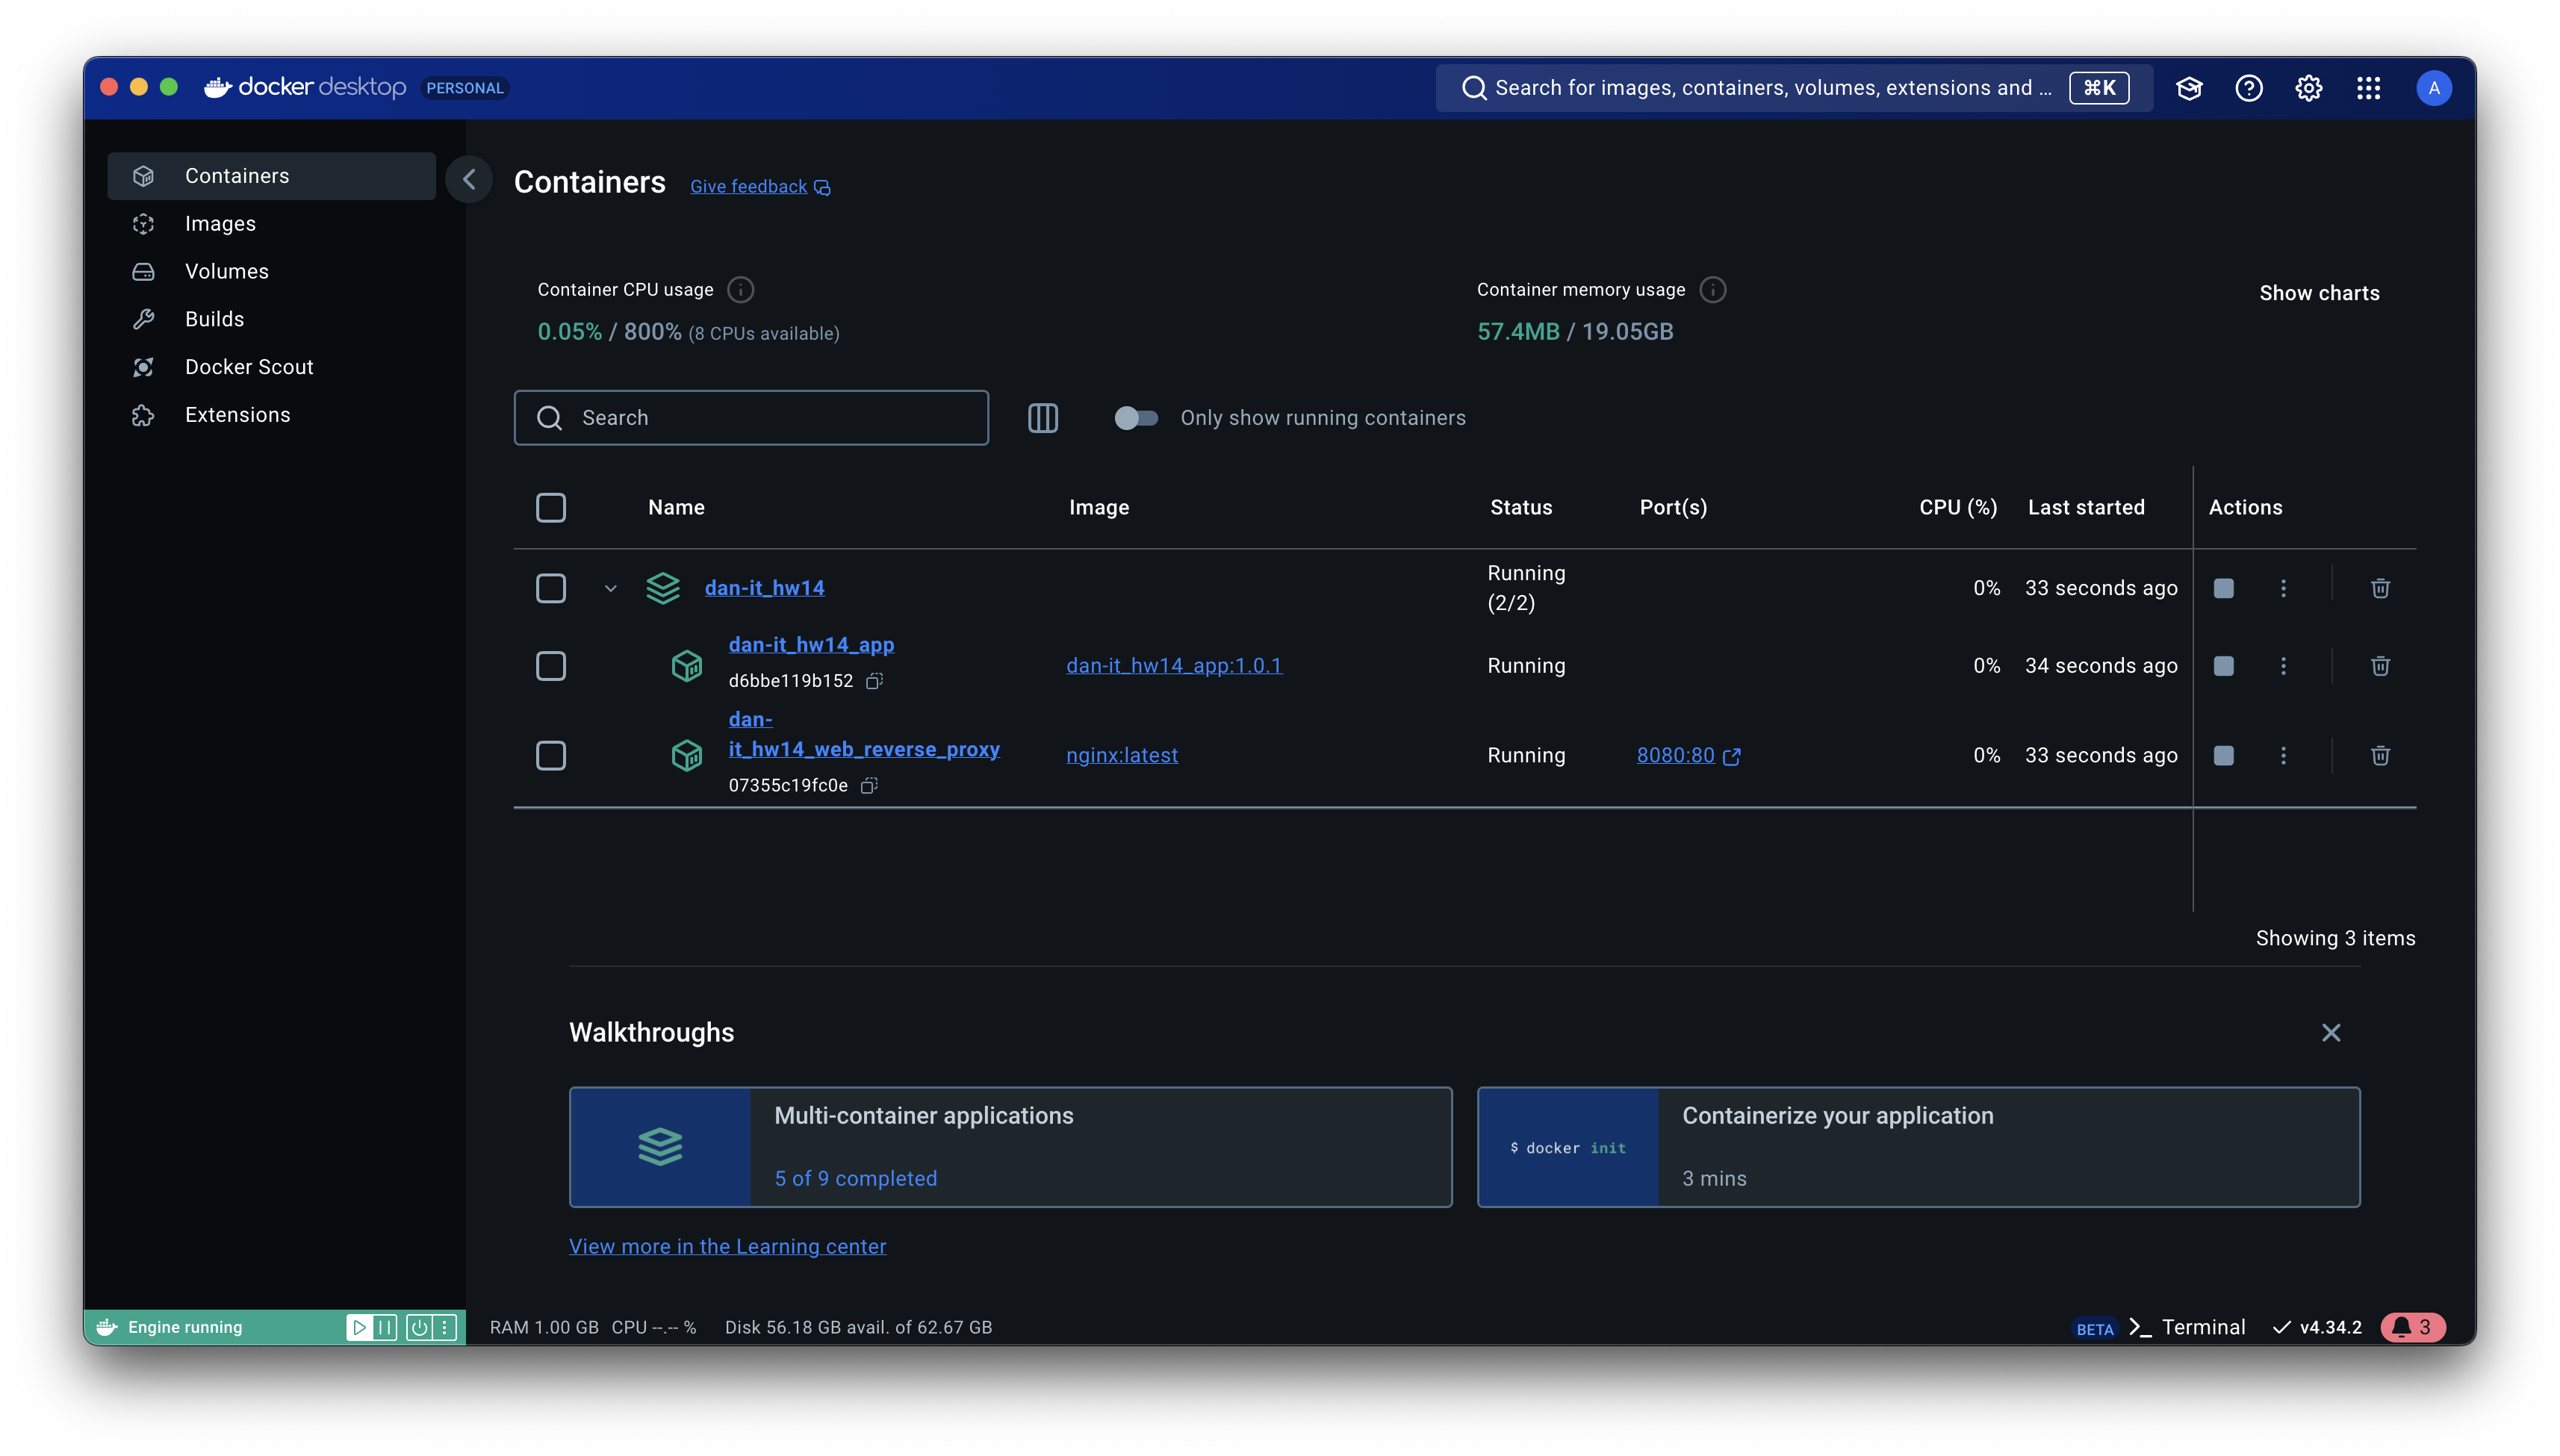 docker desktop PERSONAL
Search for images, containers, volumes, extensions and ... ⌘K
A
Containers
Images
Volumes
Builds
Docker Scout
Extensions
Containers Give feedback
Container CPU usage
0.05% / 800% (8 CPUs available)
Container memory usage
57.4MB / 19.05GB
Show charts
Search
Only show running containers
Name Image Status Port(s) CPU (%) Last started Actions
dan-it_hw14 Running (2/2) 0% 33 seconds ago
dan-it_hw14_app
d6bbe119b152
dan-it_hw14_app:1.0.1 Running 0% 34 seconds ago
dan-
it_hw14_web_reverse_proxy
07355c19fc0e
nginx:latest Running 8080:80 0% 33 seconds ago
Showing 3 items
Walkthroughs
Multi-container applications
5 of 9 completed
$ docker init
Containerize your application
3 mins
View more in the Learning center
Engine running
RAM 1.00 GB CPU --.-- % Disk 56.18 GB avail. of 62.67 GB
BETA >_ Terminal v4.34.2 3